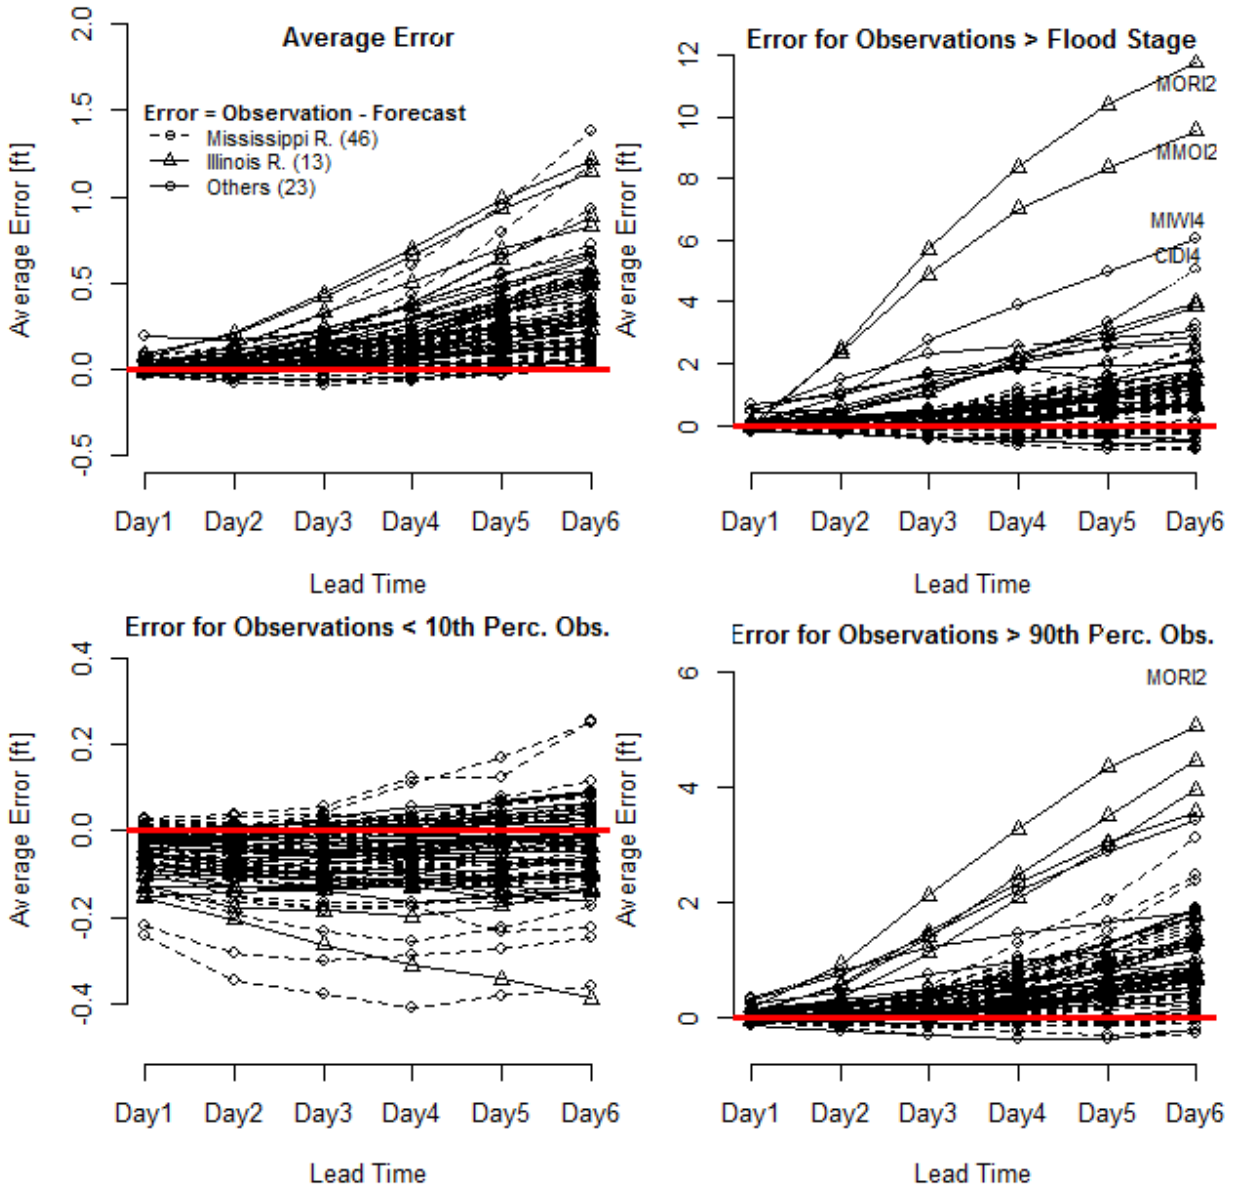 Average Error
Average Error [ft]
2.0
1.5
1.0
0.5
0.0
-0.5
Error = Observation - Forecast
Mississippi R. (46)
Illinois R. (13)
Others (23)
Day1 Day2 Day3 Day4 Day5 Day6
Lead Time
Error for Observations > Flood Stage
Average Error [ft]
12
10
8
6
4
2
0
MORI2
MMOI2
MIWI4
CIDI4
Day1 Day2 Day3 Day4 Day5 Day6
Lead Time
Error for Observations < 10th Perc. Obs.
Average Error [ft]
0.4
0.2
0.0
-0.2
-0.4
Day1 Day2 Day3 Day4 Day5 Day6
Lead Time
Error for Observations > 90th Perc. Obs.
Average Error [ft]
6
4
2
0
MORI2
Day1 Day2 Day3 Day4 Day5 Day6
Lead Time